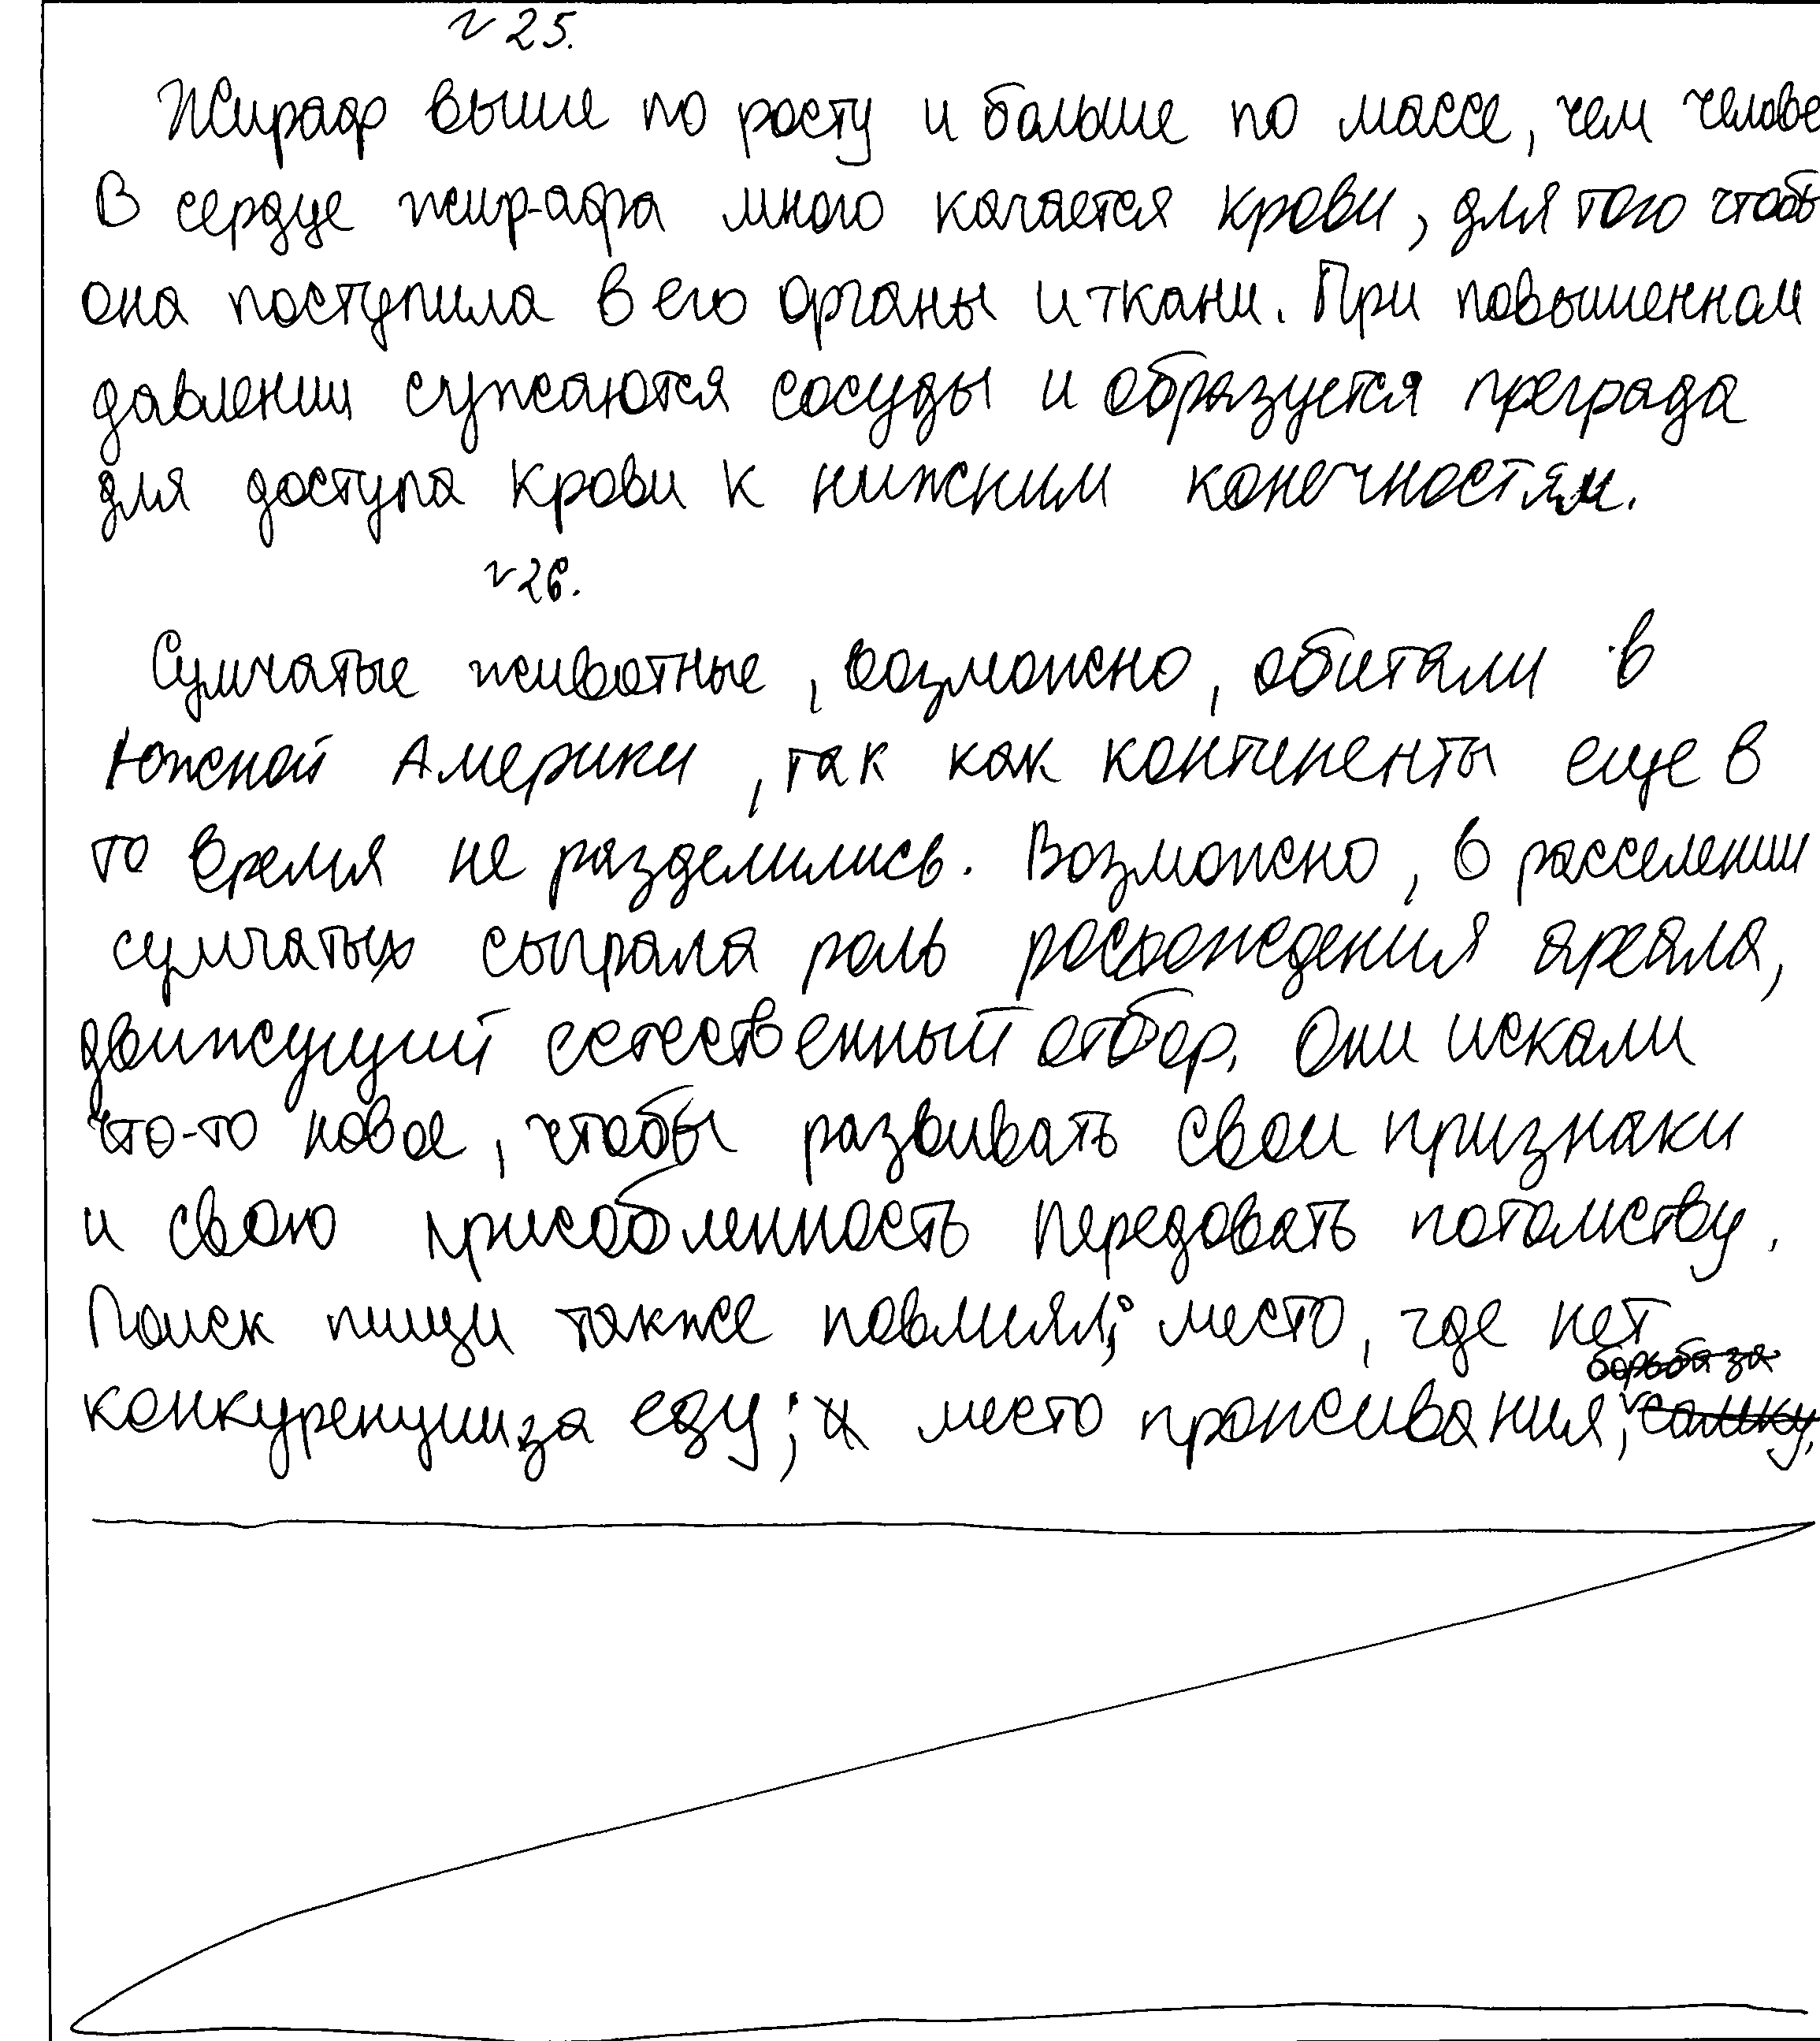 №25.
Жираф выше по росту и больше по массе, чем челове
В сердце жир-афа много качается крови, для того чтоб
она поступила в его органы и ткани. При повышенном
давлении сужаются сосуды и образуется преграда
для доступа крови к нижним конечностям.
№26.
Сумчатые животные, возможно, обитали в
Южной Америки, так как континенты еще в
то время не разделились. Возможно, в расселении
сумчатых сыграла роль расхождения ареала,
движущий естественный отбор. Они искали
что-то новое, чтобы развивать свои признаки
и свою присобленность передовать потомству.
Поиск пищи также повлиял; место, где нет
борьба за
конкуренции за еду; и место проживания, самку.